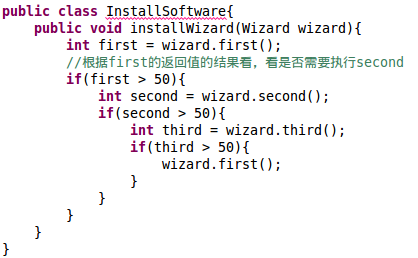 public class InstallSoftware{
    public void installWizard(Wizard wizard){
        int first = wizard.first();
        //根据first的返回值的结果看，看是否需要执行second
        if(first > 50){
            int second = wizard.second();
            if(second > 50){
                int third = wizard.third();
                if(third > 50){
                    wizard.first();
                }
            }
        }
    }
}